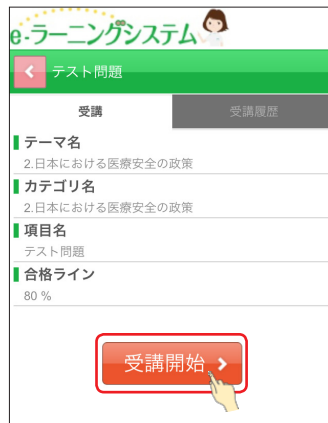 e-ラーニングシステム
テスト問題
受講 受講履歴
テーマ名
2.日本における医療安全の政策
カテゴリ名
2.日本における医療安全の政策
項目名
テスト問題
合格ライン
80 %
受講開始